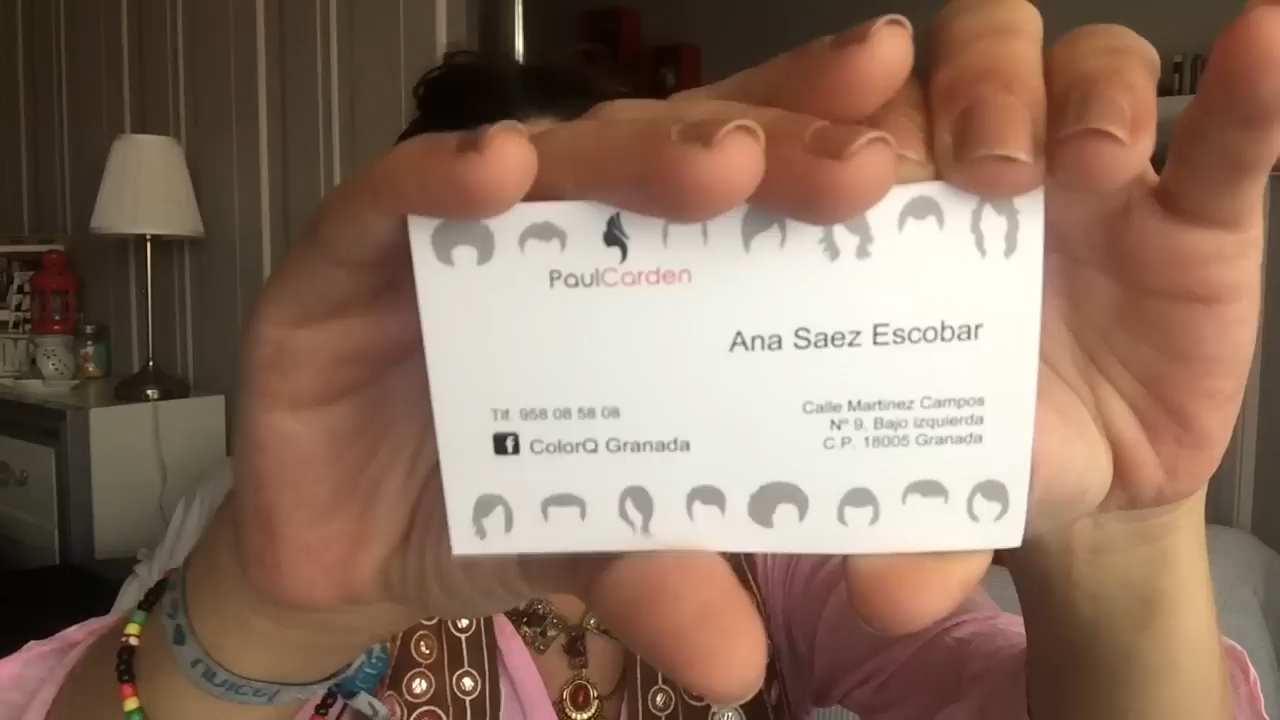 PaulCarden
Ana Saez Escobar
Tlf. 958 08 58 08
ColorQ Granada
Calle Martinez Campos
Nº 9, Bajo izquierda
C.P. 18005 Granada